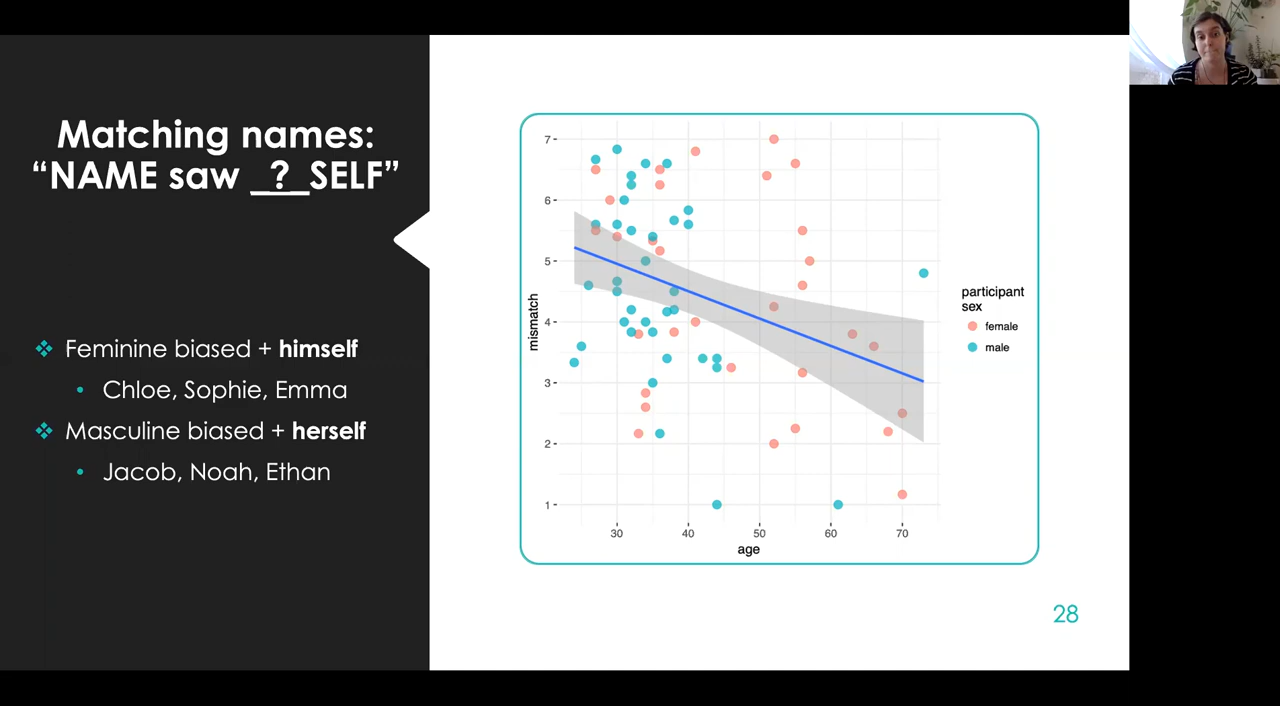 Matching names:
“NAME saw _?_SELF”
❖ Feminine biased + himself
• Chloe, Sophie, Emma
❖ Masculine biased + herself
• Jacob, Noah, Ethan
7
6
5
4
3
2
1
mismatch
30 40 50 60 70
age
participant
sex
female
male
28